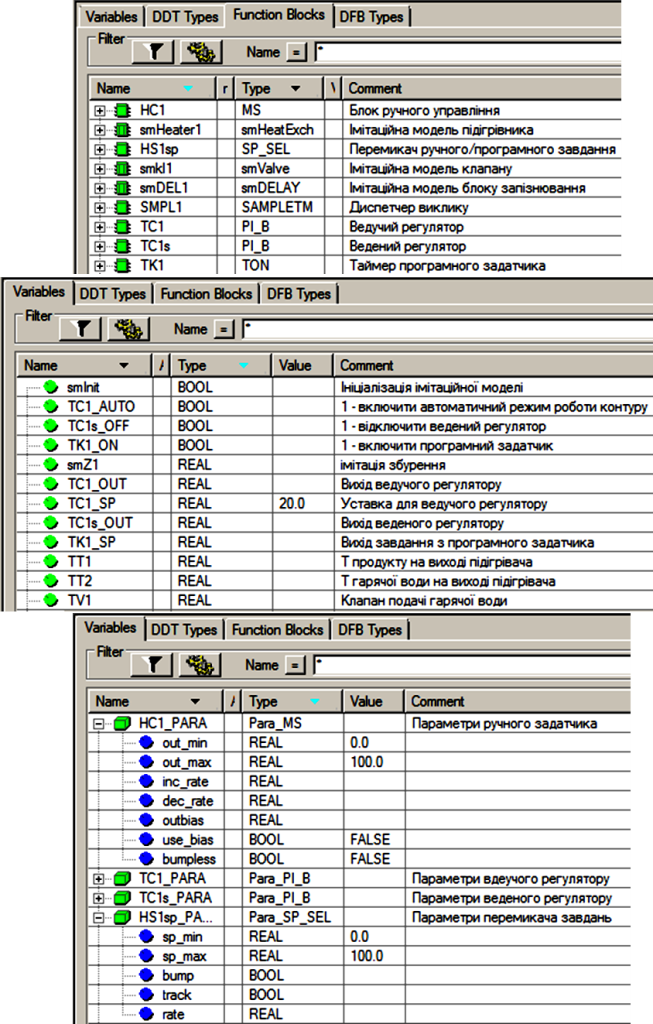 Variables DDT Types Function Blocks DFB Types
Filter
Name = *
Name r Type \ Comment
HC1 MS Блок ручного управління
smHeater1 smHeatExch Імітаційна модель підігрівника
HS1sp SP_SEL Перемикач ручного/програмного завдання
smkl1 smValve Імітаційна модель клапану
smDEL1 smDELAY Імітаційна модель блоку запізнювання
SMPL1 SAMPLETM Диспетчер виклику
TC1 PI_B Ведучий регулятор
TC1s PI_B Ведений регулятор
TK1 TON Таймер програмного задатчика
Variables DDT Types Function Blocks DFB Types
Filter
Name = *
Name / Type Value Comment
smInit BOOL Ініціалізація імітаційної моделі
TC1_AUTO BOOL 1 - включити автоматичний режим роботи контуру
TC1s_OFF BOOL 1 - відключити ведений регулятор
TK1_ON BOOL 1 - включити програмний задатчик
smZ1 REAL імітація збурення
TC1_OUT REAL Вихід ведучого регулятору
TC1_SP REAL 20.0 Уставка для ведучого регулятору
TC1s_OUT REAL Вихід веденого регулятору
TK1_SP REAL Вихід завдання з програмного задатчика
TT1 REAL Т продукту на виході підігрівача
TT2 REAL Т гарячої води на виході підігрівача
TV1 REAL Клапан подачі гарячої води
Variables DDT Types Function Blocks DFB Types
Filter
Name = *
Name / Type Value Comment
HC1_PARA Para_MS Параметри ручного задатчика
out_min REAL 0.0
out_max REAL 100.0
inc_rate REAL
dec_rate REAL
outbias REAL
use_bias BOOL FALSE
bumpless BOOL FALSE
TC1_PARA Para_PI_B Параметри вдеучого регулятору
TC1s_PARA Para_PI_B Параметри веденого регулятору
HS1sp_PA... Para_SP_SEL Параметри перемикача завдань
sp_min REAL 0.0
sp_max REAL 100.0
bump BOOL
track BOOL
rate REAL